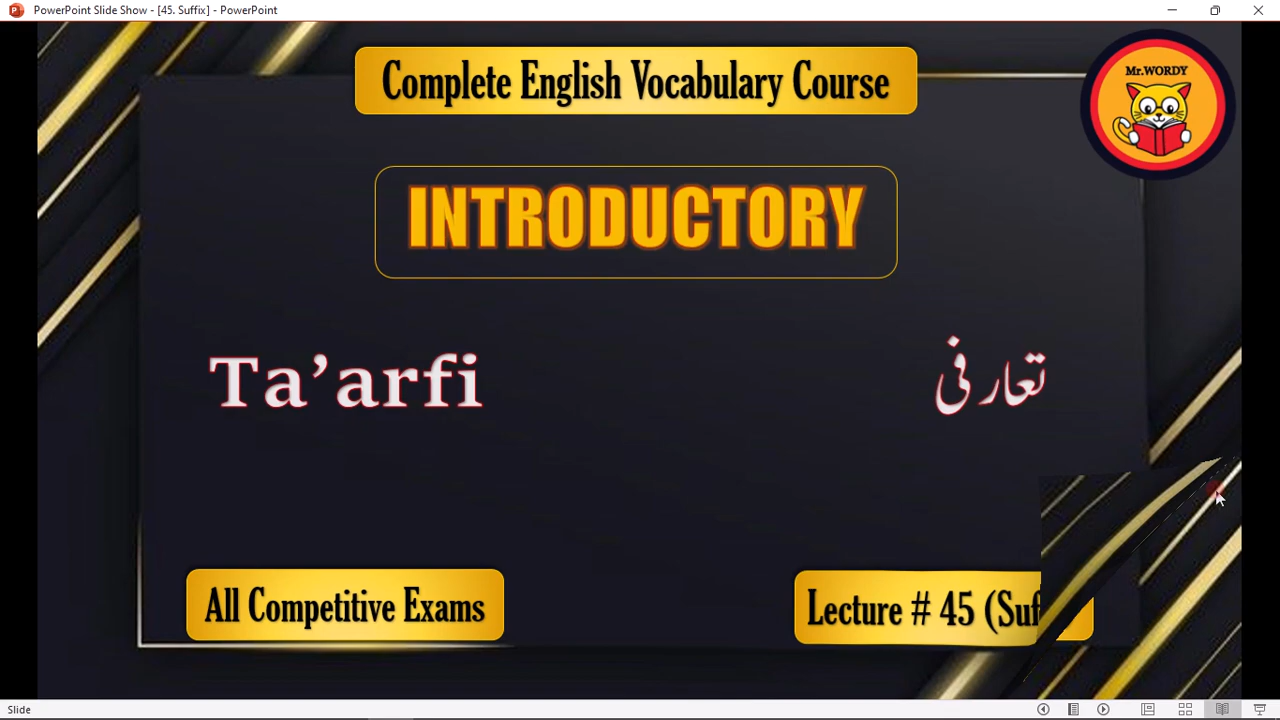 PowerPoint Slide Show - [45. Suffix] - PowerPoint
Complete English Vocabulary Course
Mr.WORDY
INTRODUCTORY
Ta’arfi
تعارفی
All Competitive Exams
Lecture # 45 (Suf
Slide